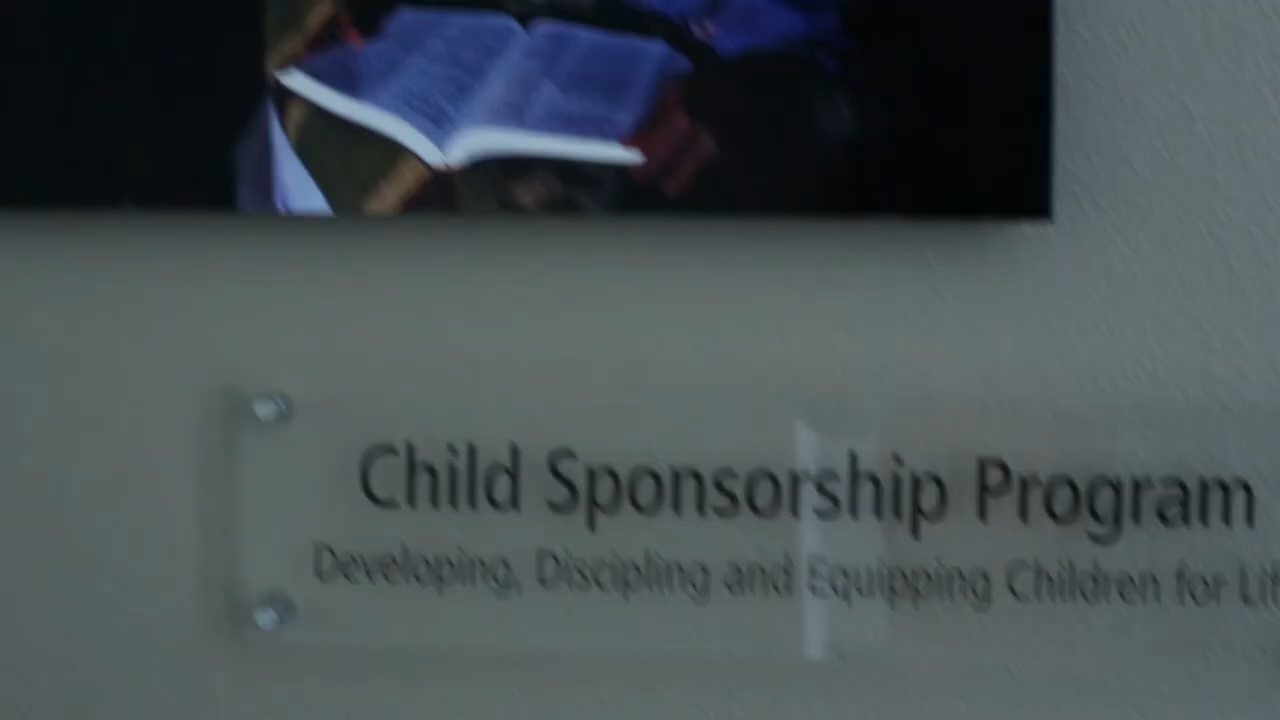 Child Sponsorship Program
Developing, Discipling and Equipping Children for